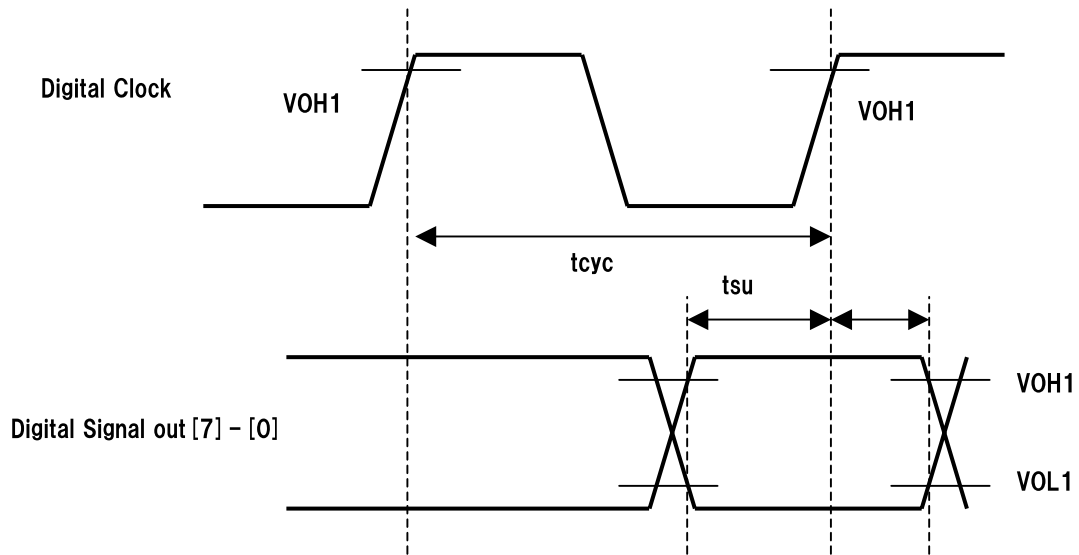 Digital Clock
VOH1
VOH1
tcyc
tsu
VOH1
Digital Signal out [7] - [0]
VOL1